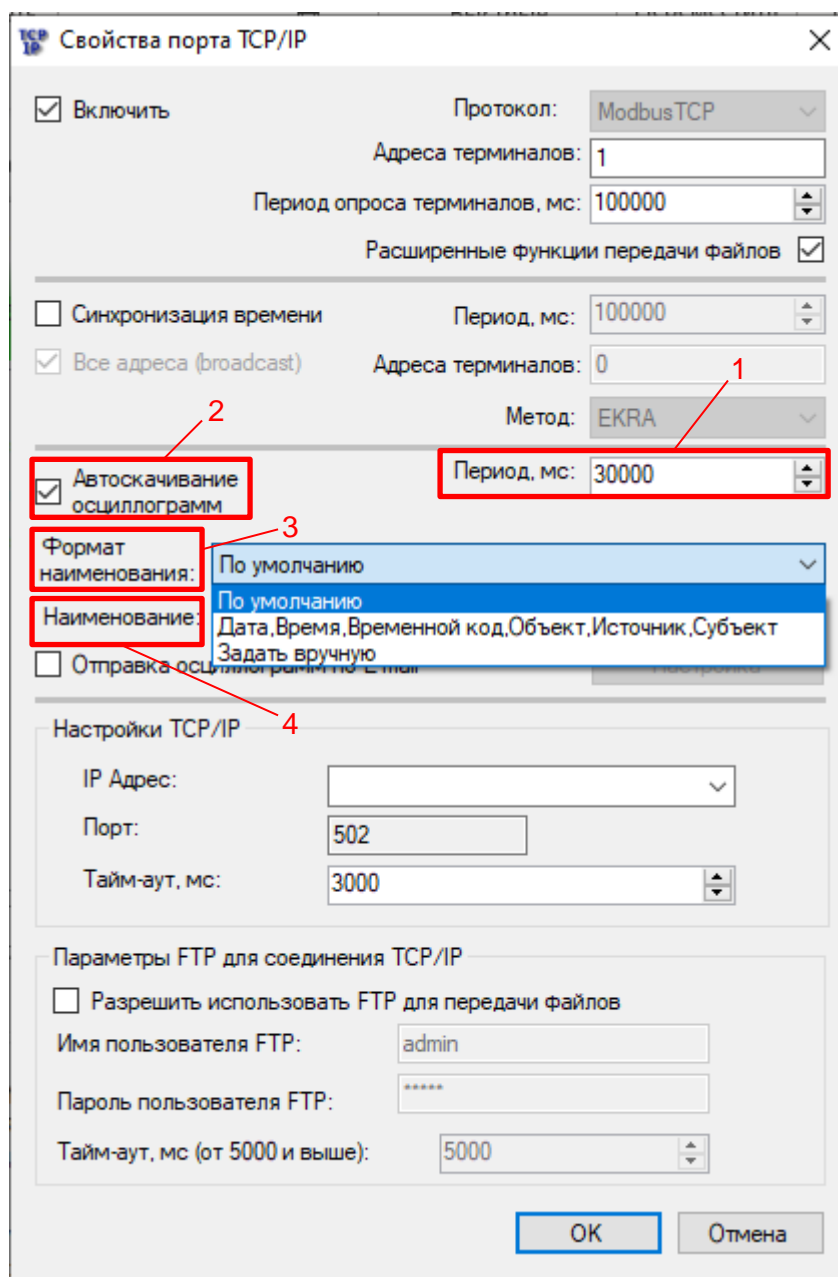 TCP IP Свойства порта TCP/IP
Включить Протокол: ModbusTCP
Адреса терминалов: 1
Период опроса терминалов, мс: 100000
Расширенные функции передачи файлов
Синхронизация времени Период, мс: 100000
Все адреса (broadcast) Адреса терминалов: 0
1
2
Метод: EKRA
Автоскачивание
осциллограмм
Период, мс: 30000
3
Формат
наименования:
По умолчанию
По умолчанию
Наименование:
Дата,Время,Временной код,Объект,Источник,Субъект
Задать вручную
Отправка осциллограмм по E-mail
4
Настройки TCP/IP
IP Адрес:
Порт: 502
Тайм-аут, мс: 3000
Параметры FTP для соединения TCP/IP
Разрешить использовать FTP для передачи файлов
Имя пользователя FTP: admin
Пароль пользователя FTP: *****
Тайм-аут, мс (от 5000 и выше): 5000
OK Отмена